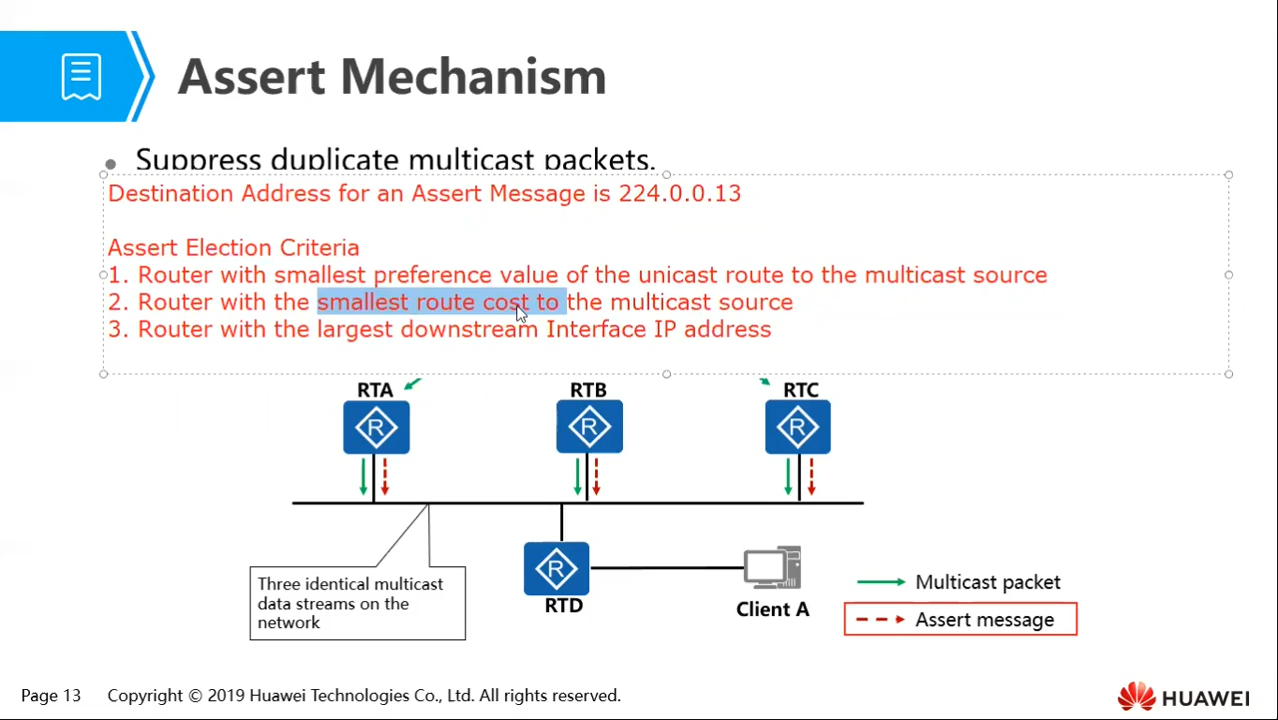 Assert Mechanism
Suppress duplicate multicast packets.
Destination Address for an Assert Message is 224.0.0.13
Assert Election Criteria
1. Router with smallest preference value of the unicast route to the multicast source
2. Router with the smallest route cost to the multicast source
3. Router with the largest downstream Interface IP address
RTA
RTB
RTC
R
R
R
Three identical multicast
data streams on the
network
R
RTD
Client A
Multicast packet
Assert message
Page 13
Copyright © 2019 Huawei Technologies Co., Ltd. All rights reserved.
HUAWEI